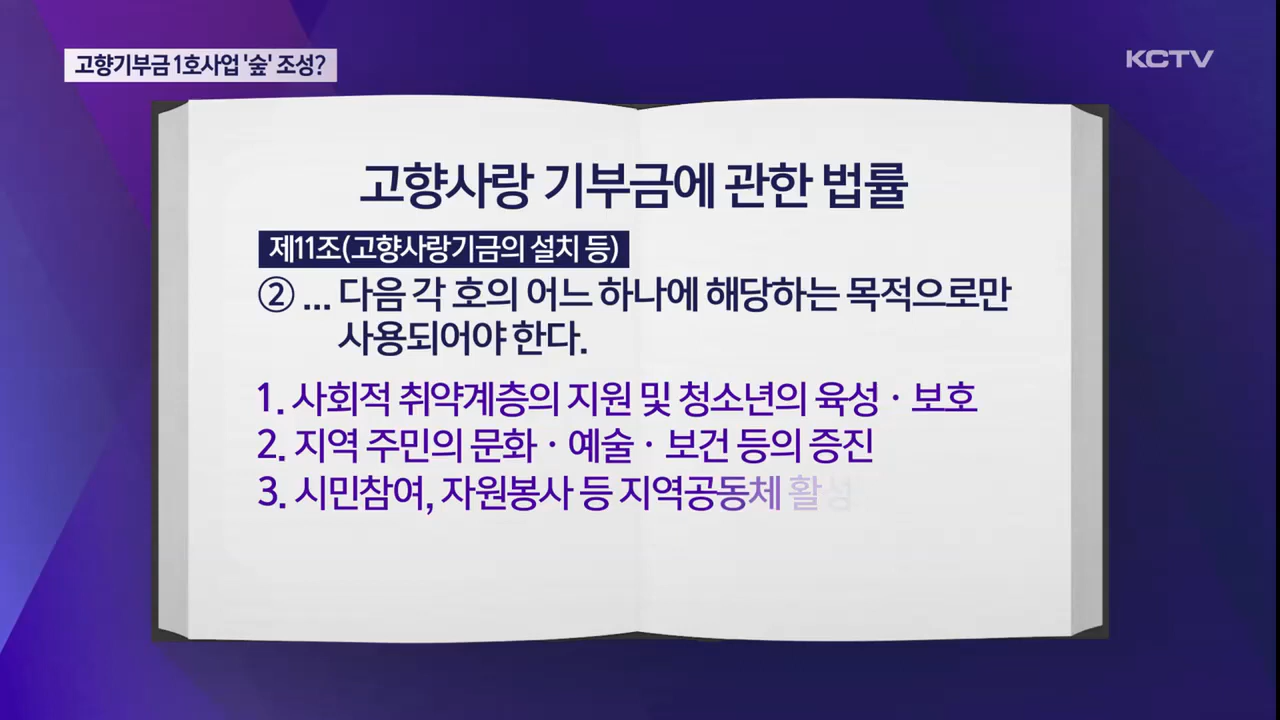 고향기부금 1호사업 '숲' 조성?
KCTV
고향사랑 기부금에 관한 법률
제11조(고향사랑기금의 설치 등)
② ... 다음 각 호의 어느 하나에 해당하는 목적으로만
사용되어야 한다.
1. 사회적 취약계층의 지원 및 청소년의 육성 · 보호
2. 지역 주민의 문화 · 예술 · 보건 등의 증진
3. 시민참여, 자원봉사 등 지역공동체 활성